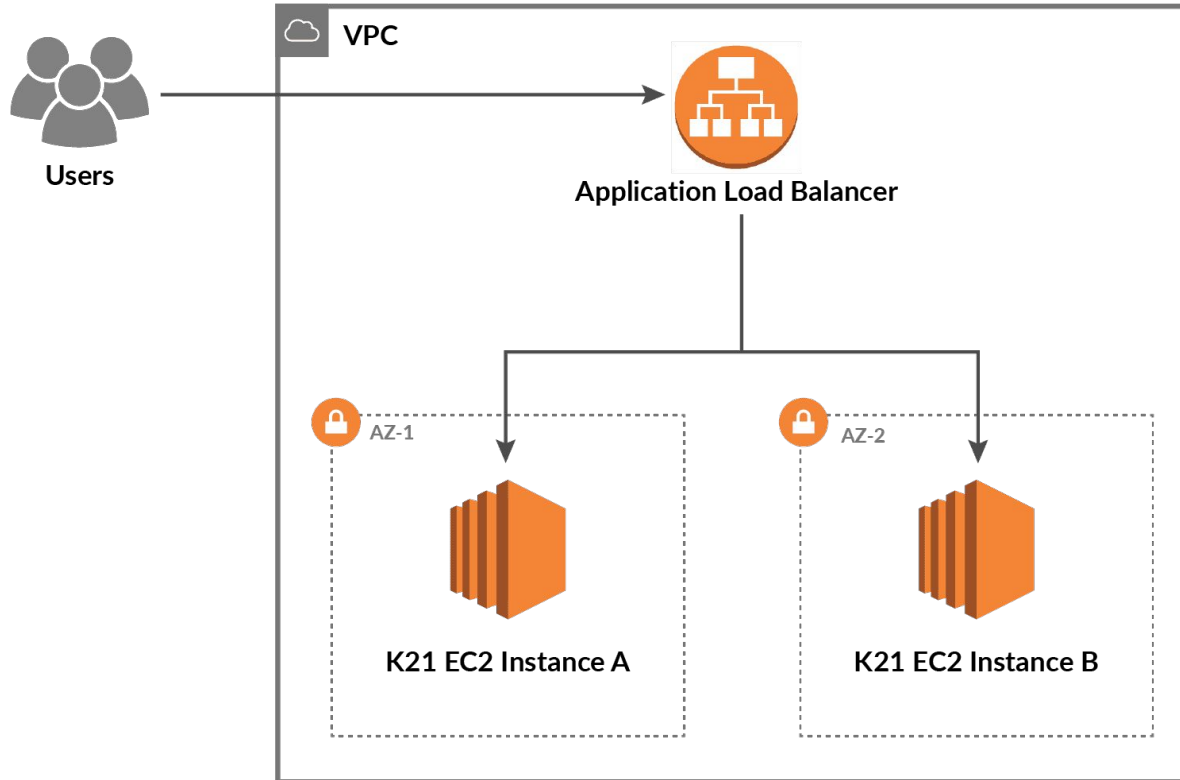 VPC
Users
Application Load Balancer
AZ-1
AZ-2
K21 EC2 Instance A
K21 EC2 Instance B